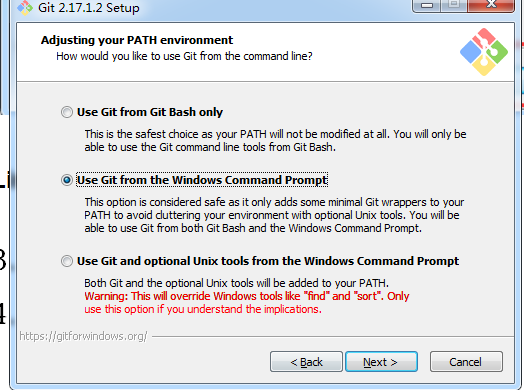 Git 2.17.1.2 Setup
Adjusting your PATH environment
How would you like to use Git from the command line?
Use Git from Git Bash only
This is the safest choice as your PATH will not be modified at all. You will only be
able to use the Git command line tools from Git Bash.
Use Git from the Windows Command Prompt
This option is considered safe as it only adds some minimal Git wrappers to your
PATH to avoid cluttering your environment with optional Unix tools. You will be
able to use Git from both Git Bash and the Windows Command Prompt.
Use Git and optional Unix tools from the Windows Command Prompt
Both Git and the optional Unix tools will be added to your PATH.
Warning: This will override Windows tools like "find" and "sort". Only
use this option if you understand the implications.
https://gitforwindows.org/
< Back Next > Cancel